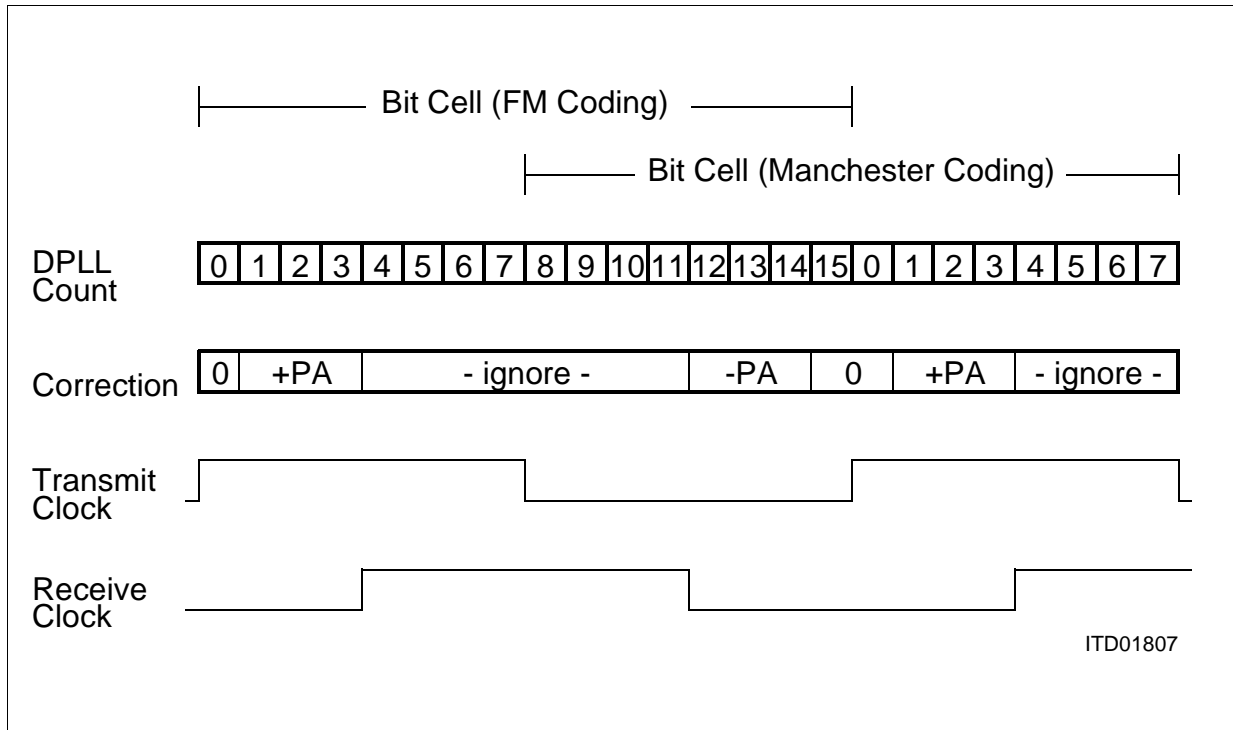 Bit Cell (FM Coding)
Bit Cell (Manchester Coding)
DPLL
Count
0 1 2 3 4 5 6 7 8 9 10 11 12 13 14 15 0 1 2 3 4 5 6 7
Correction 0 +PA - ignore - -PA 0 +PA - ignore -
Transmit
Clock
Receive
Clock
ITD01807